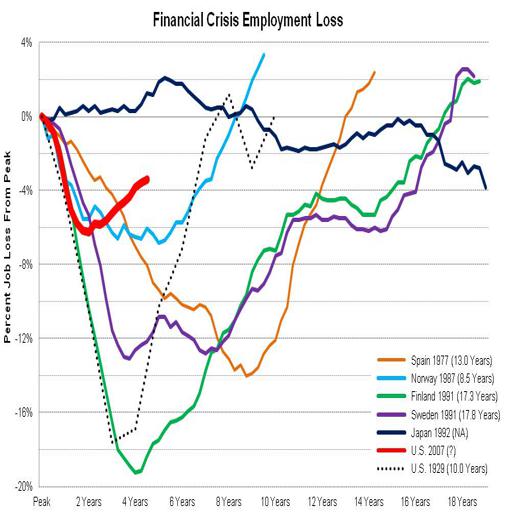 Financial Crisis Employment Loss
Percent Job Loss From Peak
4%
0%
-4%
-8%
-12%
-16%
-20%
Spain 1977 (13.0 Years)
Norway 1987 (8.5 Years)
Finland 1991 (17.3 Years)
Sweden 1991 (17.8 Years)
Japan 1992 (NA)
U.S. 2007 (?)
U.S. 1929 (10.0 Years)
Peak 2 Years 4 Years 6 Years 8 Years 10 Years 12 Years 14 Years 16 Years 18 Years